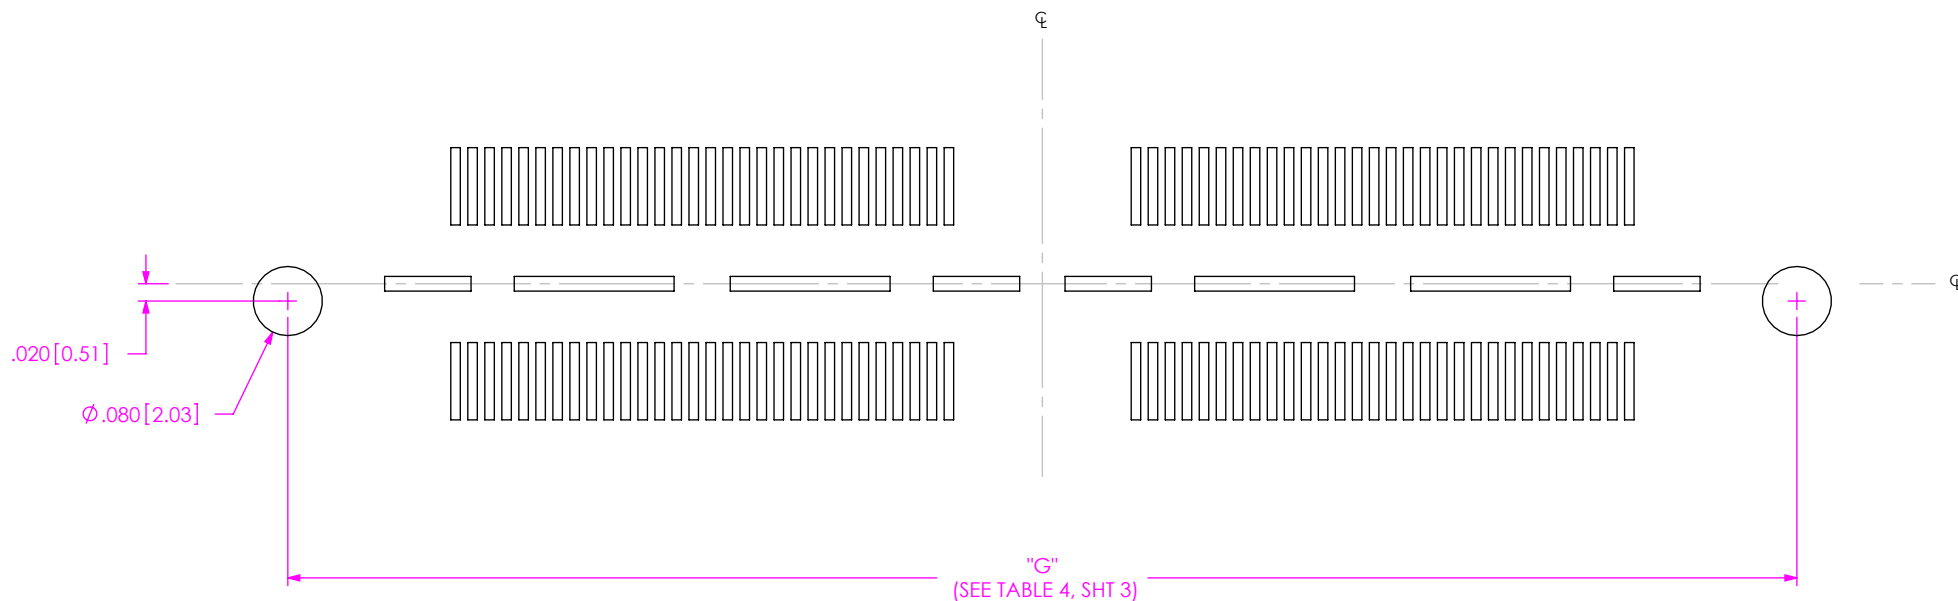 ℄
℄
.020[0.51]
Ø.080[2.03]
"G"
(SEE TABLE 4, SHT 3)